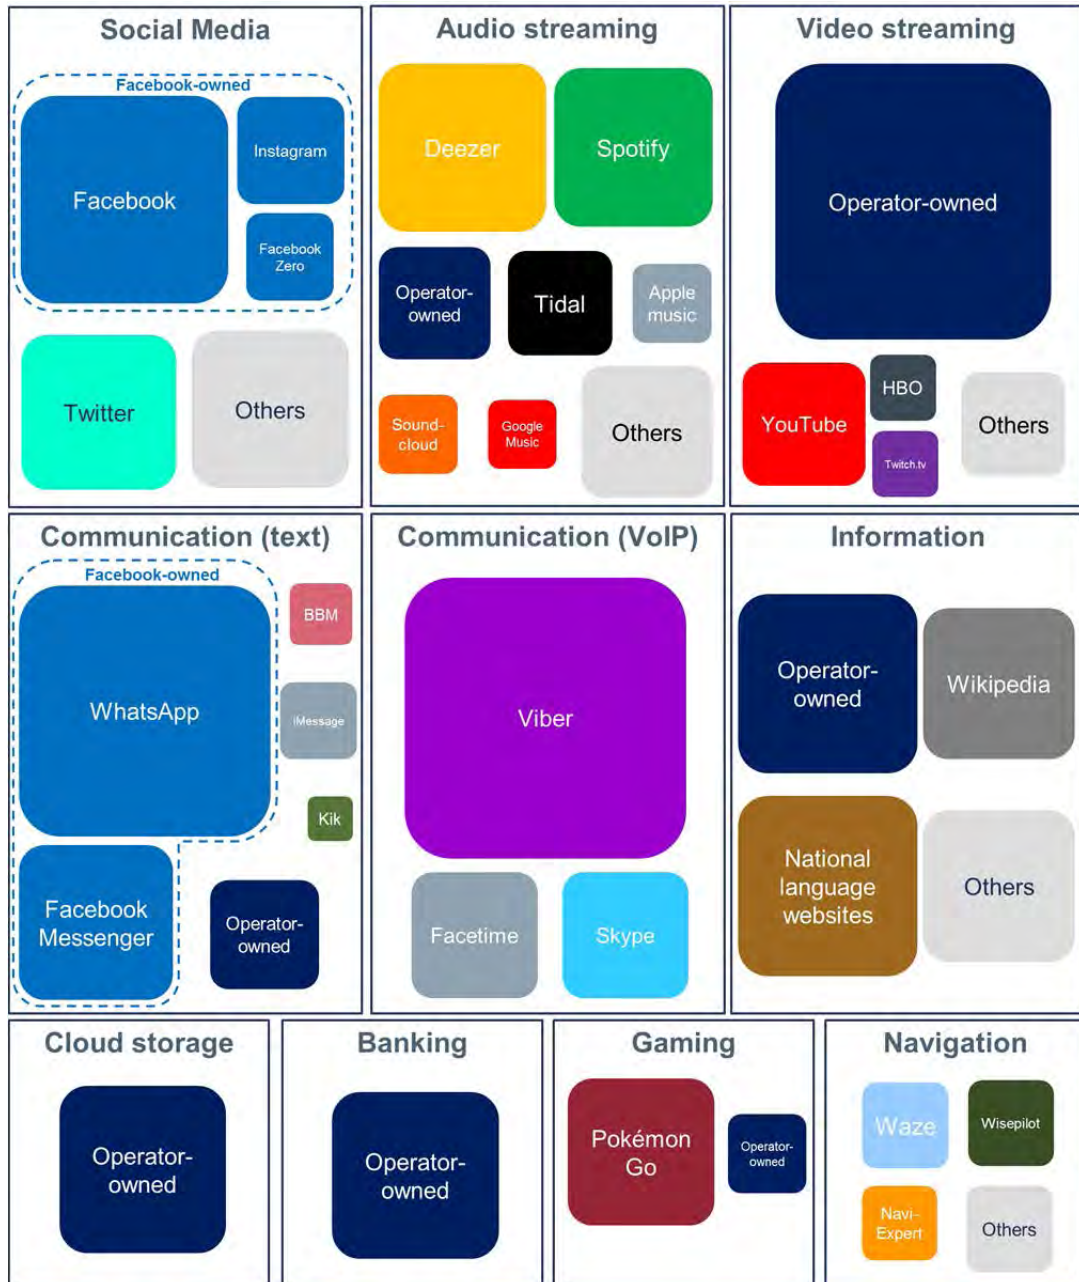 Social Media
Facebook-owned
Facebook
Instagram
Facebook
Zero
Twitter
Others
Audio streaming
Deezer
Spotify
Operator-
owned
Tidal
Apple
music
Sound-
cloud
Google
Music
Others
Video streaming
Operator-owned
YouTube
HBO
Twitch.tv
Others
Communication (text)
Facebook-owned
WhatsApp
BBM
iMessage
Kik
Facebook
Messenger
Operator-
owned
Communication (VoIP)
Viber
Facetime
Skype
Information
Operator-
owned
Wikipedia
National
language
websites
Others
Cloud storage
Operator-
owned
Banking
Operator-
owned
Gaming
Pokémon
Go
Operator-
owned
Navigation
Waze
Wisepilot
Navi-
Expert
Others